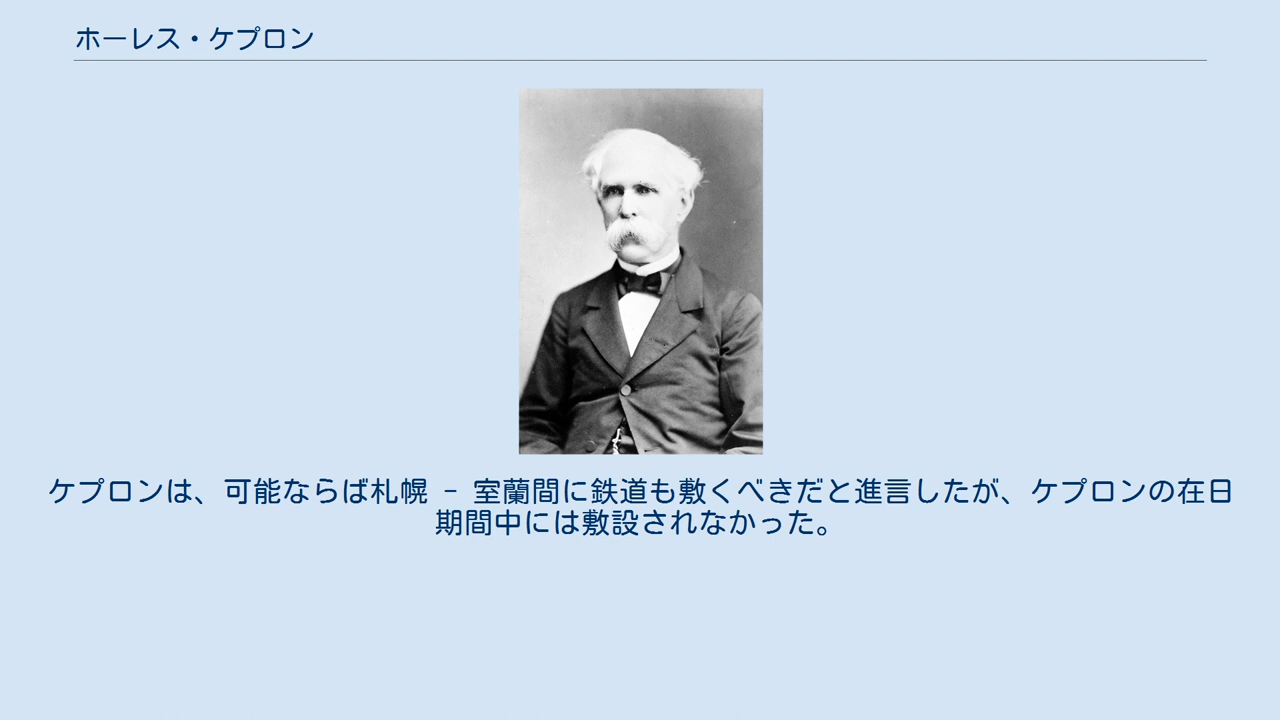 ホーレス・ケプロン
ケプロンは、可能ならば札幌 - 室蘭間に鉄道も敷くべきだと進言したが、ケプロンの在日
期間中には敷設されなかった。